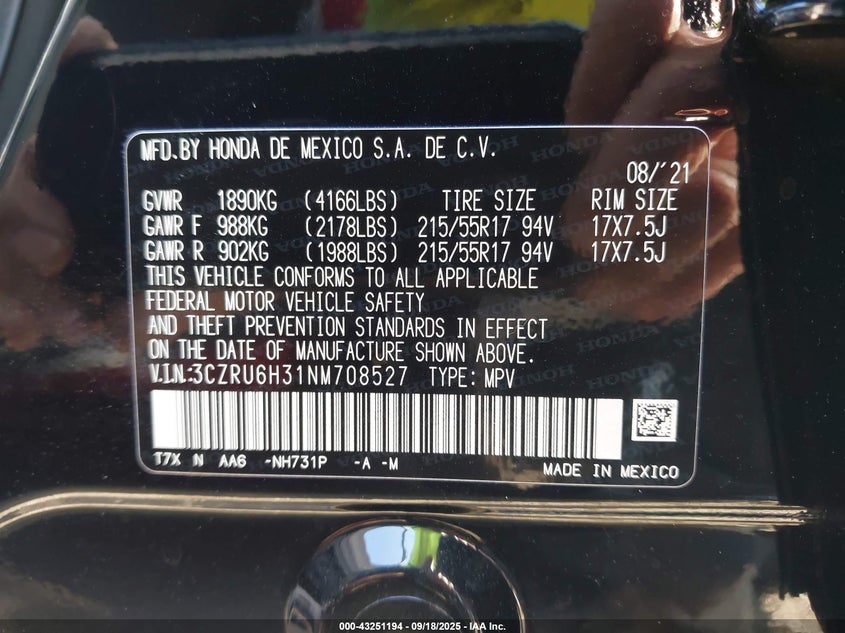 MFD.BY HONDA DE MEXICO S.A. DE C.V.
08/'21
GVWR 1890KG (4166LBS) TIRE SIZE RIM SIZE
GAWR F 988KG (2178LBS) 215/55R17 94V 17X7.5J
GAWR R 902KG (1988LBS) 215/55R17 94V 17X7.5J
THIS VEHICLE CONFORMS TO ALL APPLICABLE
FEDERAL MOTOR VEHICLE SAFETY
AND THEFT PREVENTION STANDARDS IN EFFECT
ON THE DATE OF MANUFACTURE SHOWN ABOVE.
V.I.N:3CZRU6H31NM708527 TYPE: MPV
T7X N AA6 -NH731P -A -M
MADE IN MEXICO
000-43251194 - 09/18/2025 - IAA Inc.